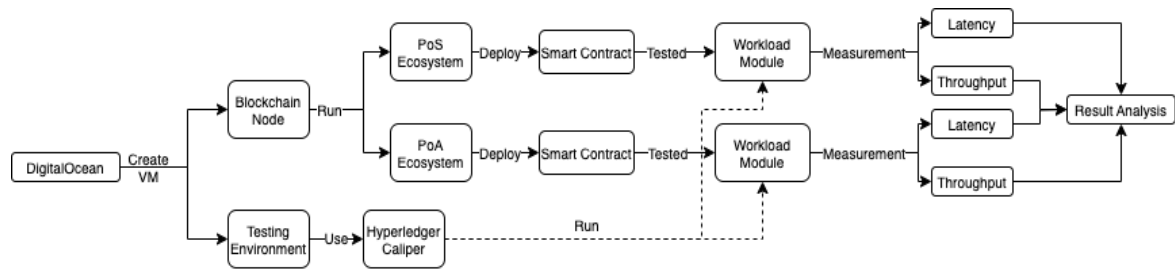 PoS
Ecosystem
Deploy
Smart Contract
Tested
Workload
Module
Measurement
Latency
Throughput
Blockchain
Node
Run
Result Analysis
PoA
Ecosystem
Deploy
Smart Contract
Tested
Workload
Module
Measurement
Latency
Throughput
DigitalOcean
Create
VM
Testing
Environment
Use
Hyperledger
Caliper
Run